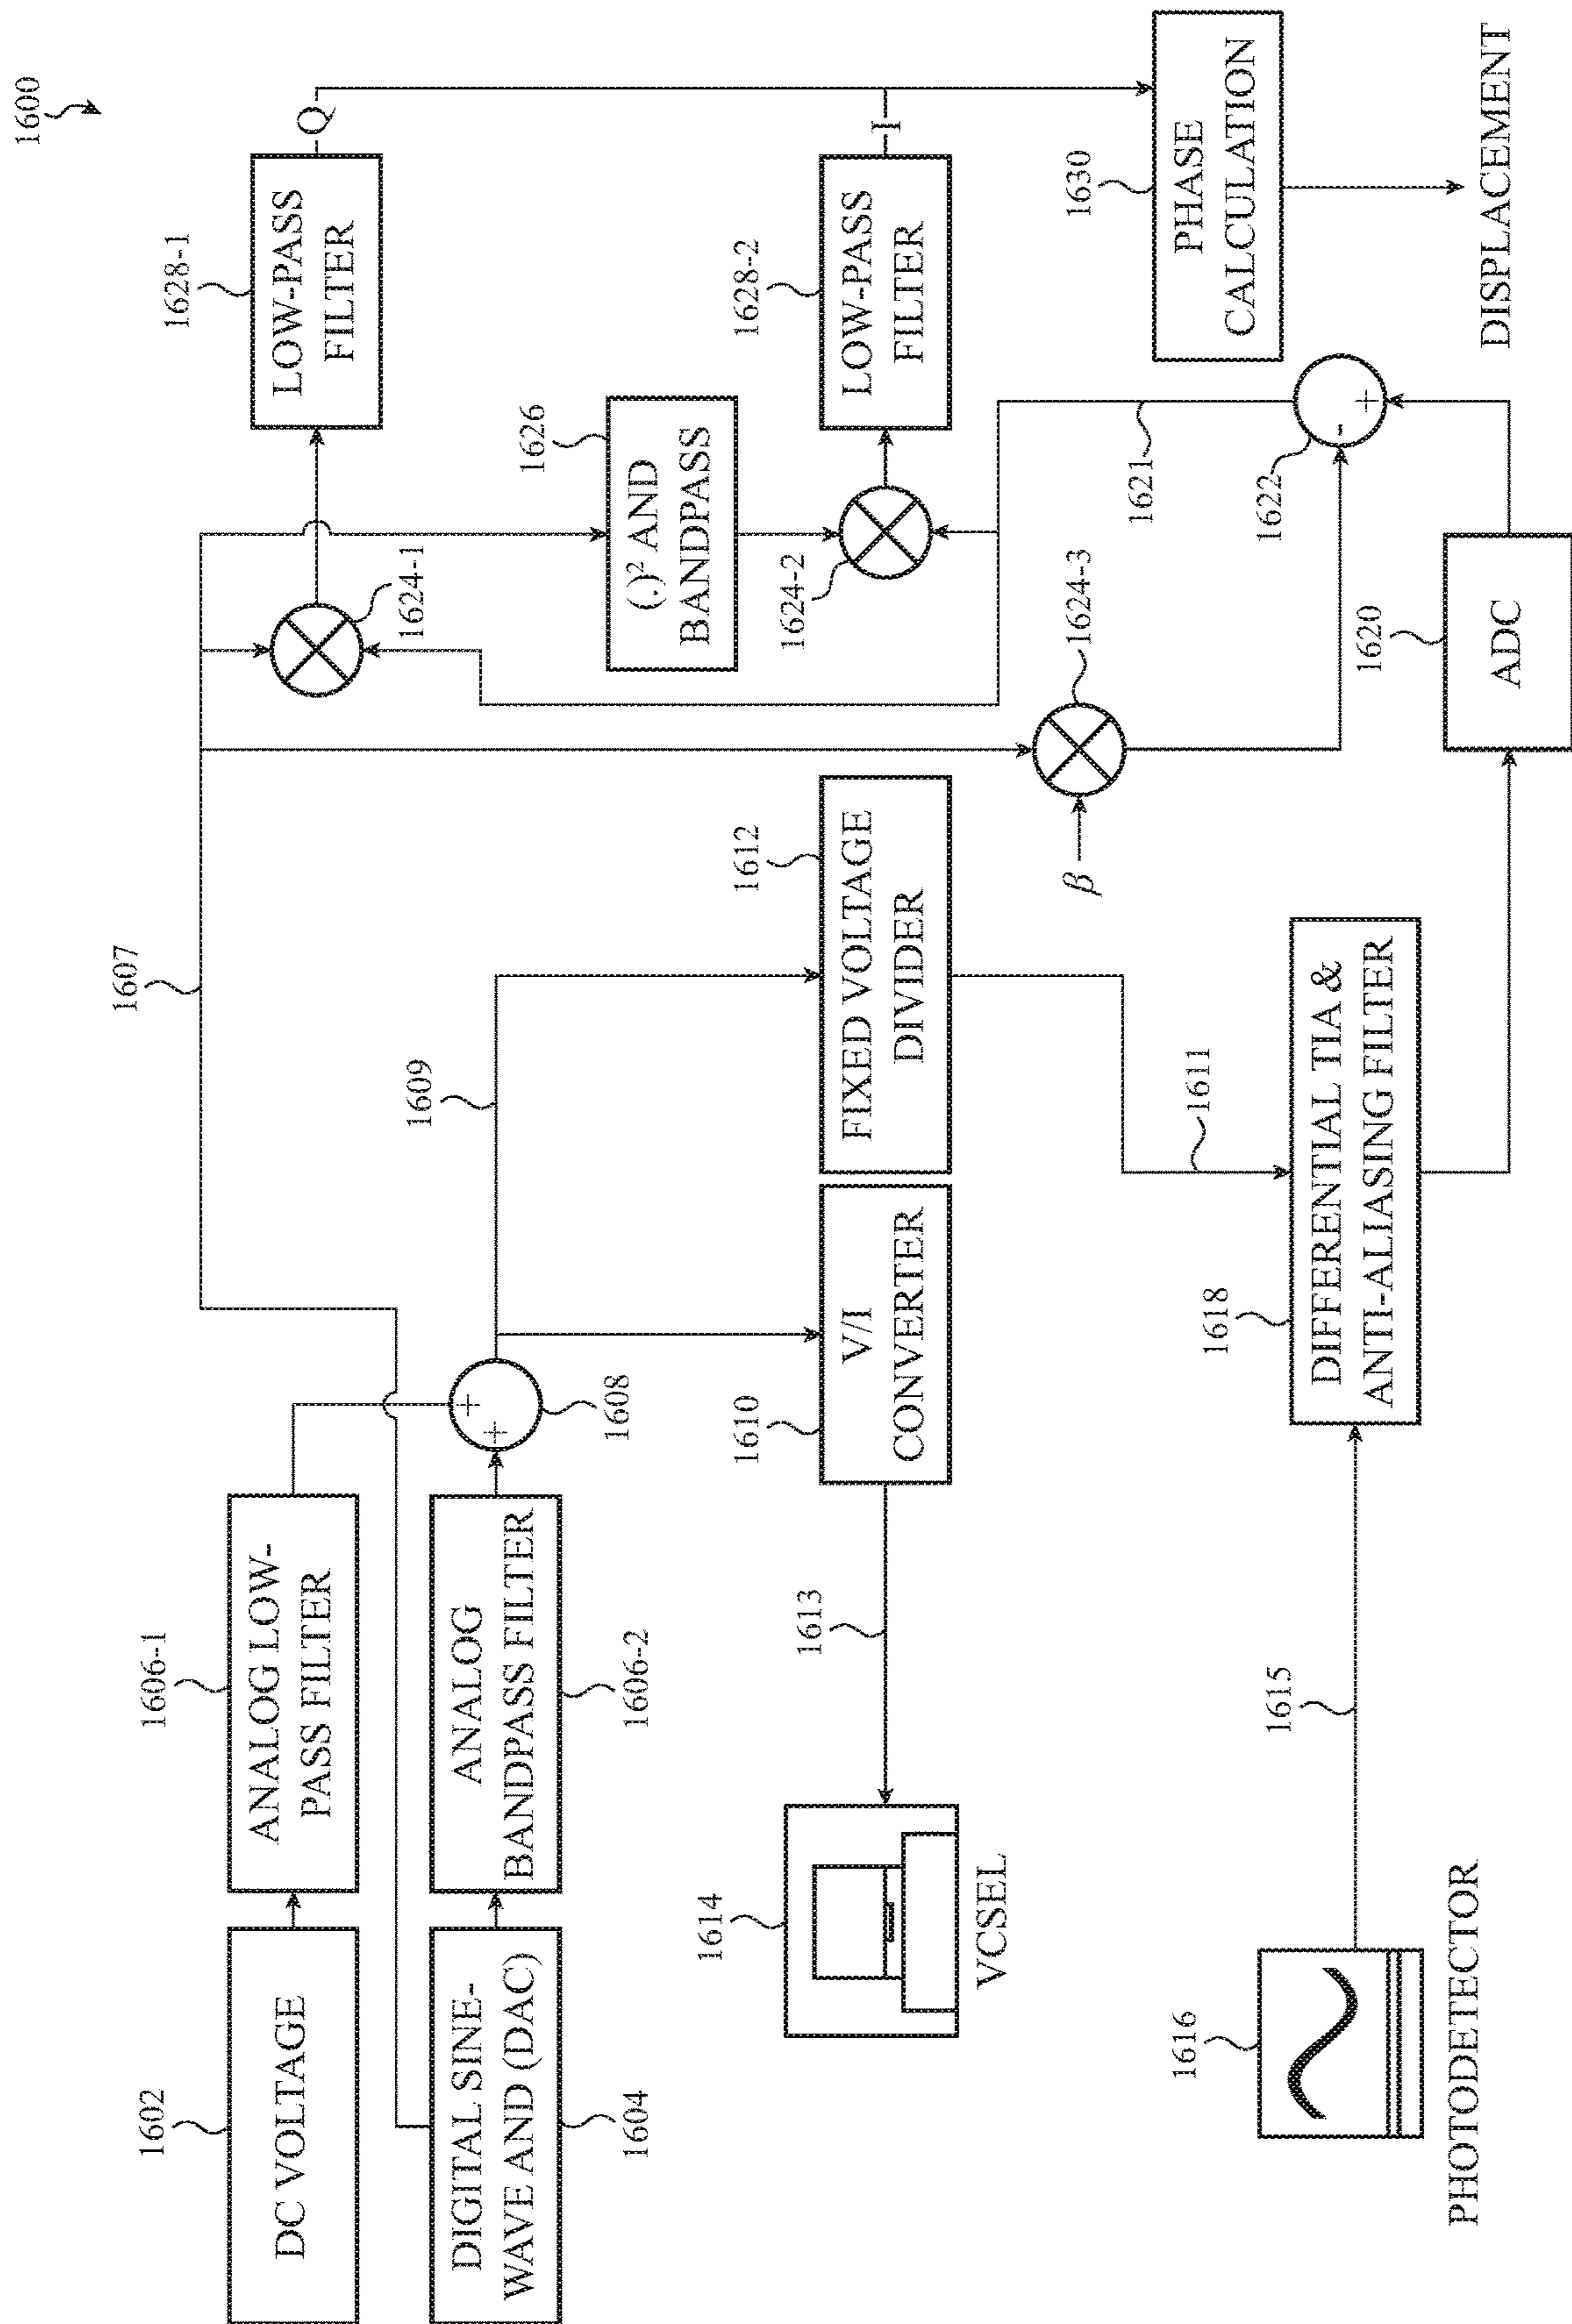 1600
1602
DC VOLTAGE
1606-1
ANALOG LOW-
PASS FILTER
1604
DIGITAL SINE-
WAVE AND (DAC)
1606-2
ANALOG
BANDPASS FILTER
+
+
1608
1607
1609
1610
V/I
CONVERTER
1612
FIXED VOLTAGE
DIVIDER
1613
1614
VCSEL
1611
1616
PHOTODETECTOR
1615
1618
DIFFERENTIAL TIA &
ANTI-ALIASING FILTER
1620
ADC
β
1624-3
1622
-
+
1621
1624-1
1626
(.)² AND
BANDPASS
1624-2
1628-1
LOW-PASS
FILTER
Q
1628-2
LOW-PASS
FILTER
I
1630
PHASE
CALCULATION
DISPLACEMENT